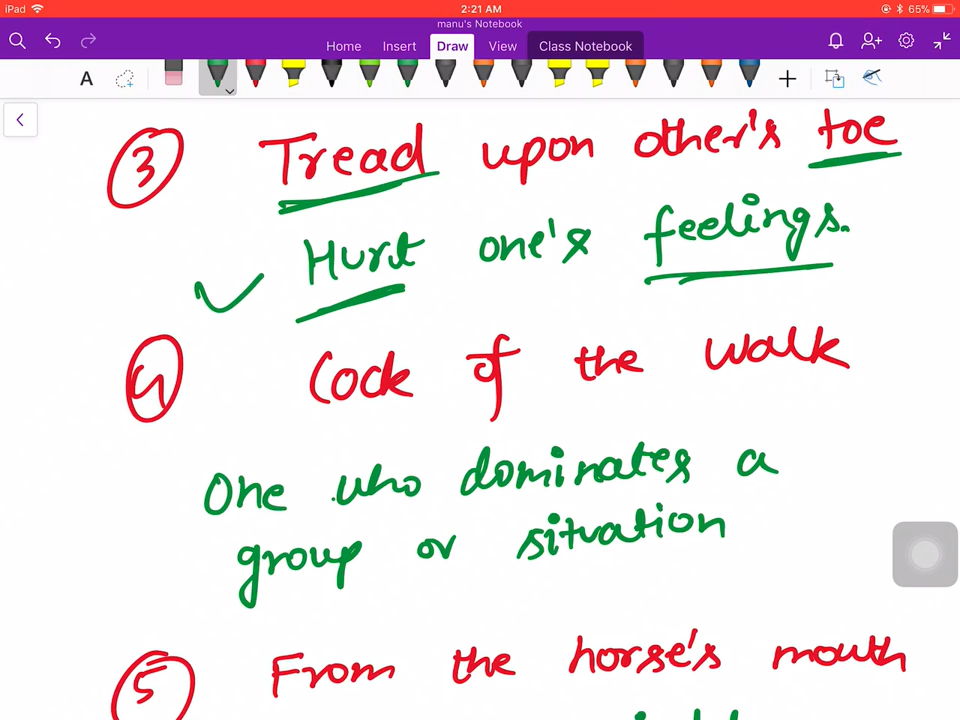 iPad 2:21 AM 65%
manu's Notebook
Home Insert Draw View Class Notebook
A
3 Tread upon other's toe
Hurt one's feelings.
4 Cock of the walk
One who dominates a
group or situation
5 From the horse's mouth